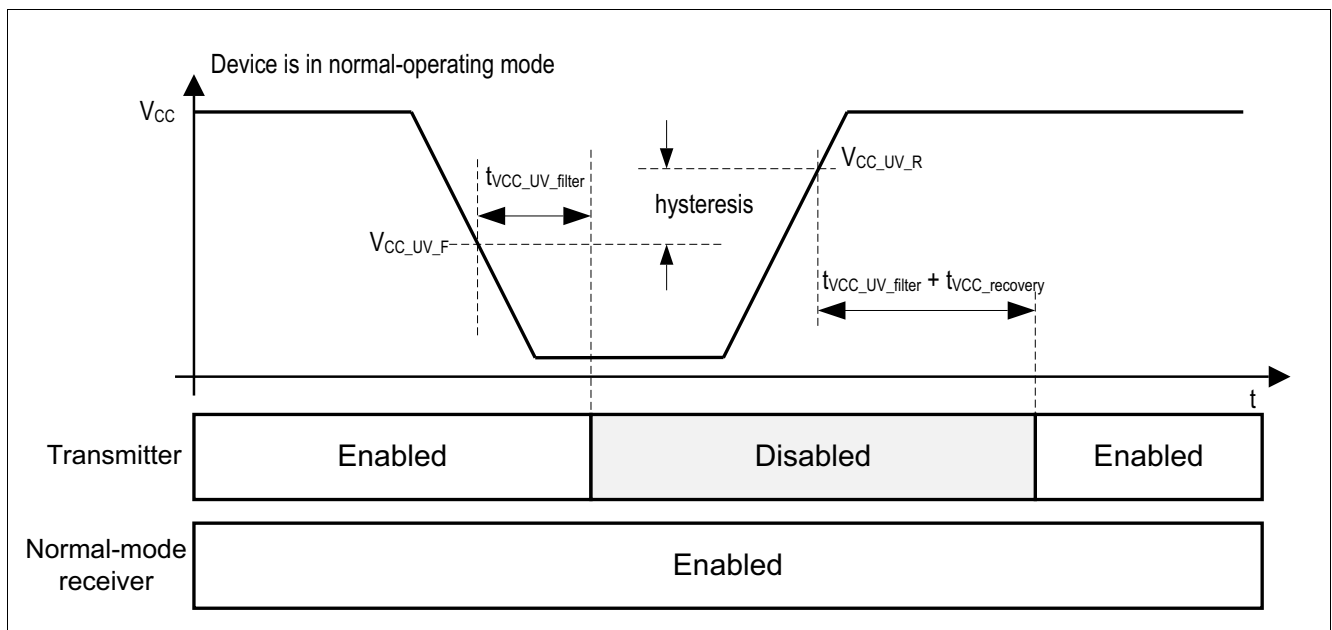 Device is in normal-operating mode
VCC
tVCC_UV_filter
hysteresis
VCC_UV_R
VCC_UV_F
tVCC_UV_filter + tVCC_recovery
t
Transmitter
Enabled
Disabled
Enabled
Normal-mode
receiver
Enabled